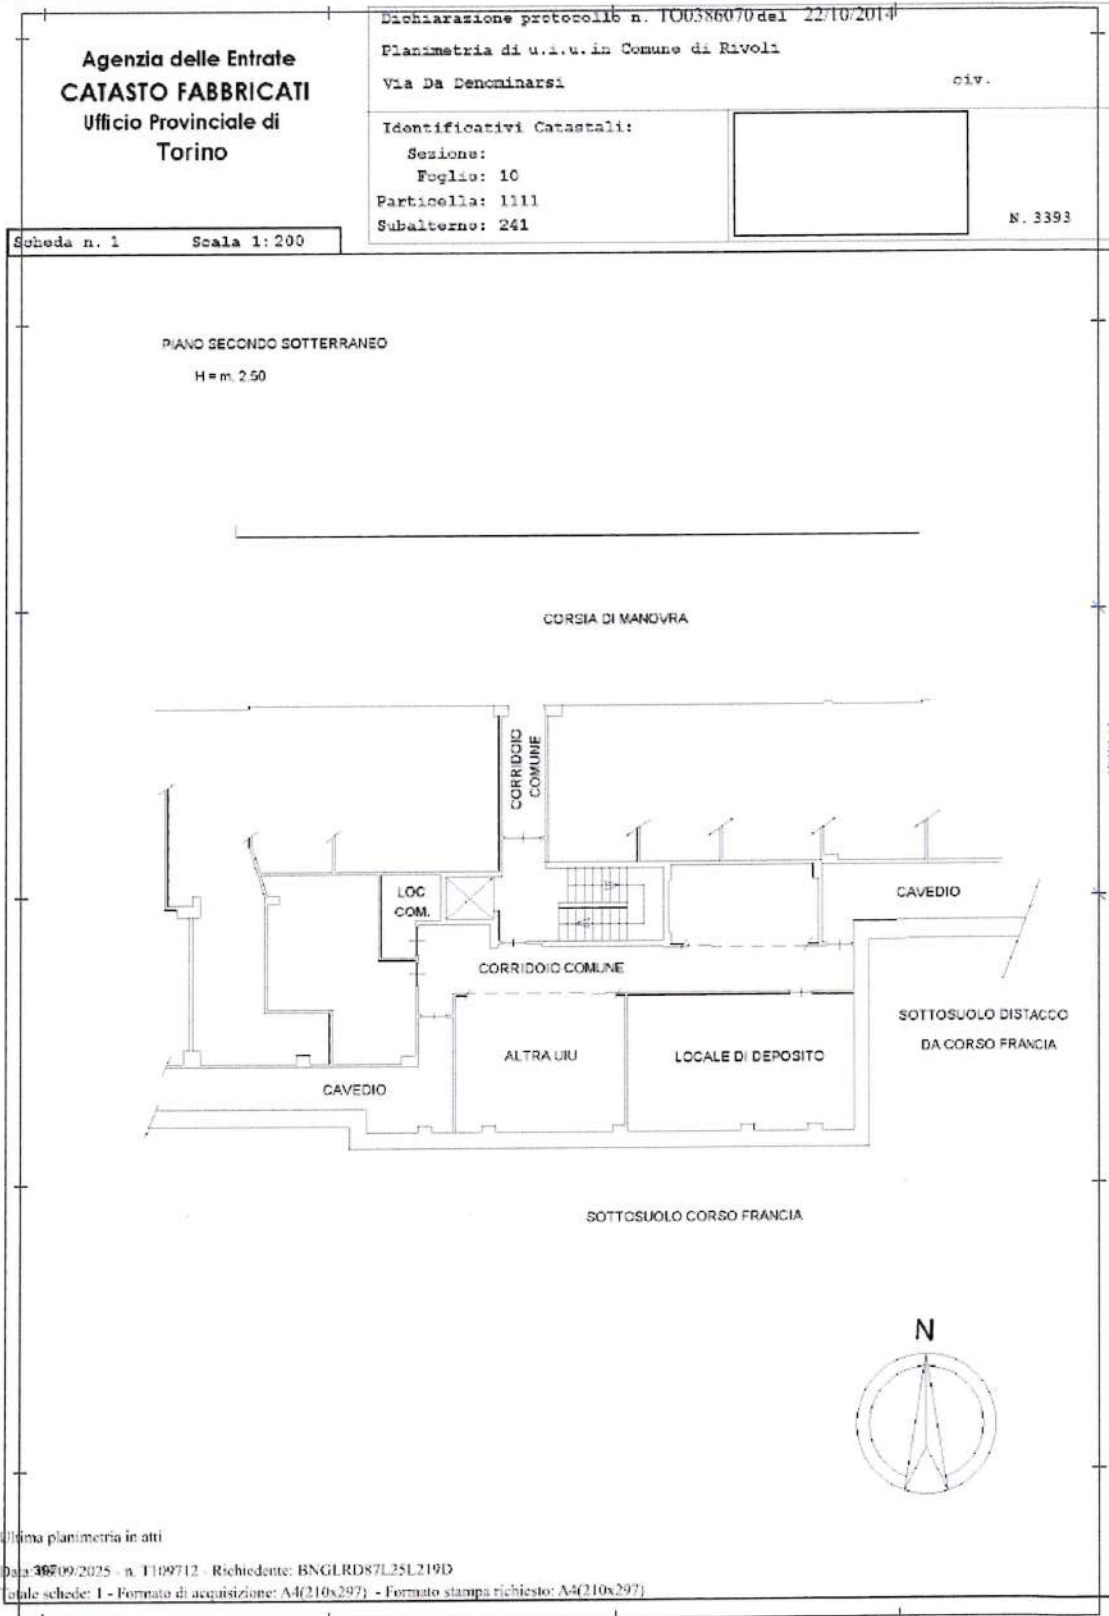 Agenzia delle Entrate
CATASTO FABBRICATI
Ufficio Provinciale di
Torino
Dichiarazione protocollo n. TO0386070 del 22/10/2014
Planimetria di u.i.u. in Comune di Rivoli
Via Da Denominarsi civ.
Identificativi Catastali:
Sezione:
Foglio: 10
Particella: 1111
Subalterno: 241
N. 3393
Scheda n. 1 Scala 1:200
PIANO SECONDO SOTTERRANEO
H = m. 2.50
CORSIA DI MANOVRA
CORRIDOIO
COMUNE
LOC
COM.
CAVEDIO
CORRIDOIO COMUNE
SOTTOSUOLO DISTACCO
DA CORSO FRANCIA
ALTRA UIU
LOCALE DI DEPOSITO
CAVEDIO
SOTTOSUOLO CORSO FRANCIA
N
Ultima planimetria in atti
Data: 09/2025 - n. T109712 - Richiedente: BNGLRD87L25L219D
Totale schede: 1 - Formato di acquisizione: A4(210x297) - Formato stampa richiesto: A4(210x297)